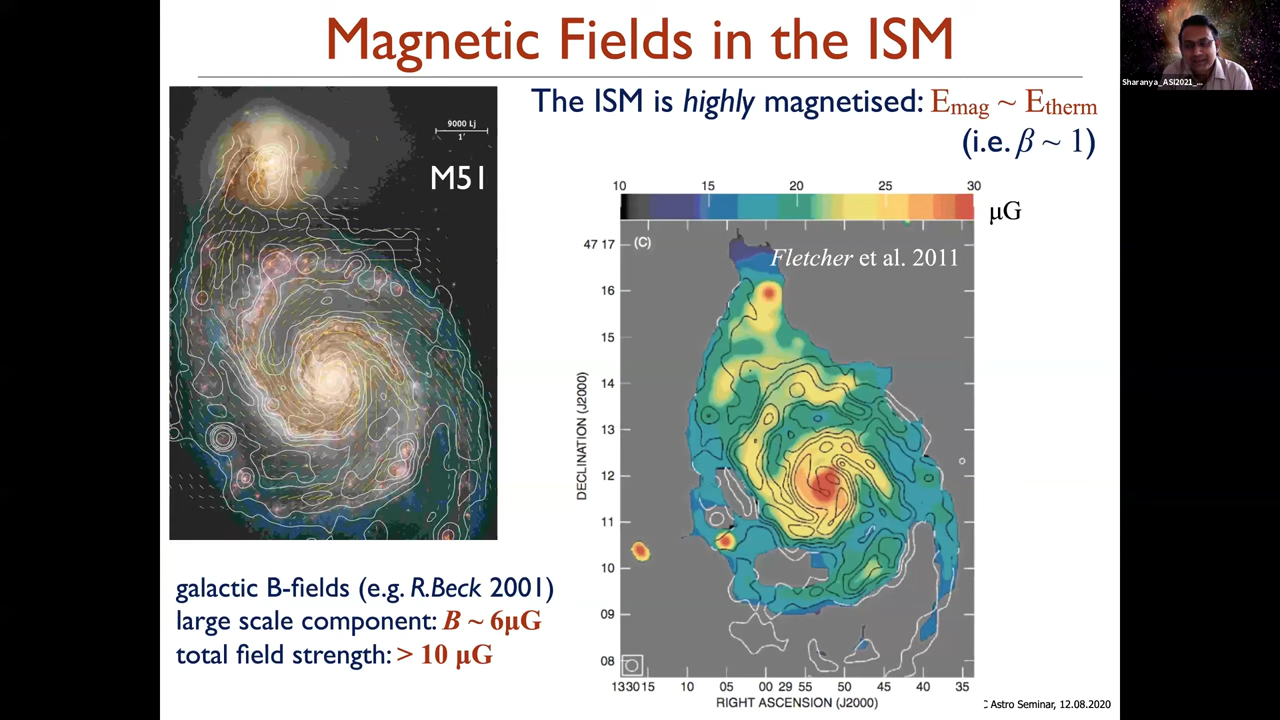 Magnetic Fields in the ISM
Sharanya_ASI2021_...
The ISM is highly magnetised: Emag ~ Etherm
(i.e. β ~ 1)
9000 Lj
1'
M51
10 15 20 25 30
μG
(C)
Fletcher et al. 2011
47 17
16
15
14
13
12
11
10
09
08
DECLINATION (J2000)
13 30 15 10 05 00 29 55 50 45 40 35
RIGHT ASCENSION (J2000)
galactic B-fields (e.g. R.Beck 2001)
large scale component: B ~ 6μG
total field strength: > 10 μG
C Astro Seminar, 12.08.2020